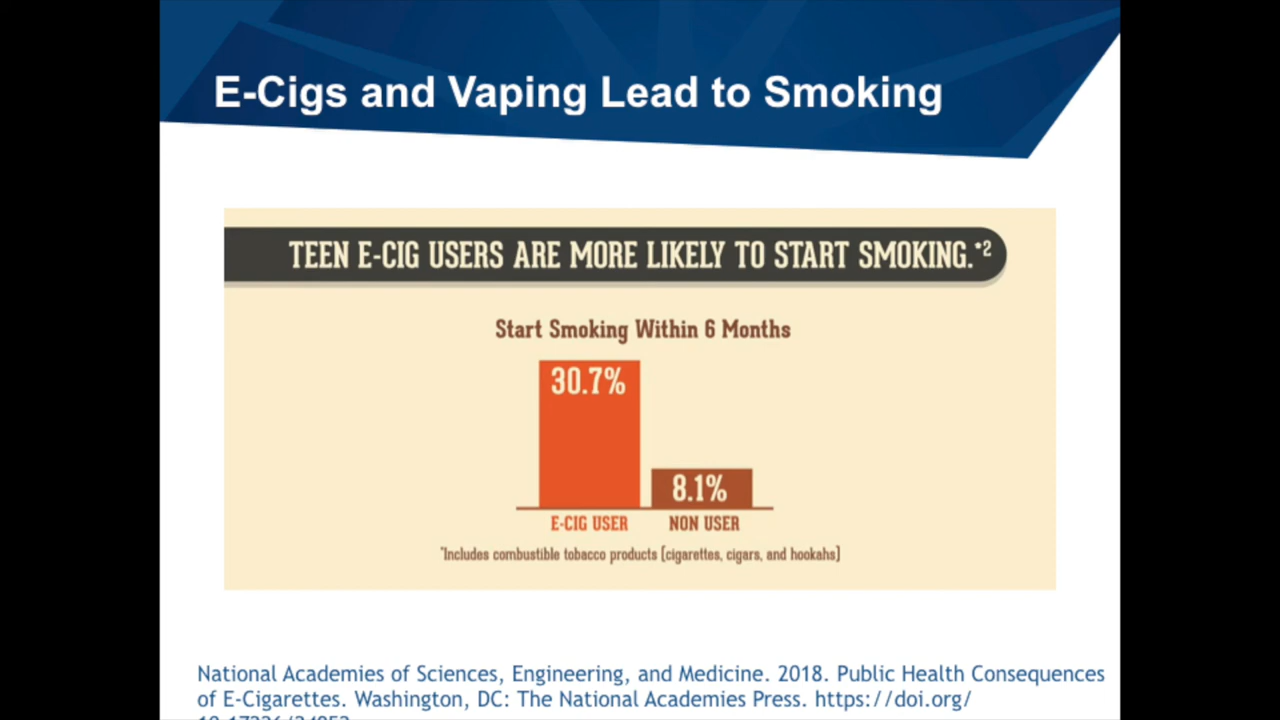 E-Cigs and Vaping Lead to Smoking
TEEN E-CIG USERS ARE MORE LIKELY TO START SMOKING.*2
Start Smoking Within 6 Months
30.7%
8.1%
E-CIG USER
NON USER
*Includes combustible tobacco products [cigarettes, cigars, and hookahs]
National Academies of Sciences, Engineering, and Medicine. 2018. Public Health Consequences
of E-Cigarettes. Washington, DC: The National Academies Press. https://doi.org/